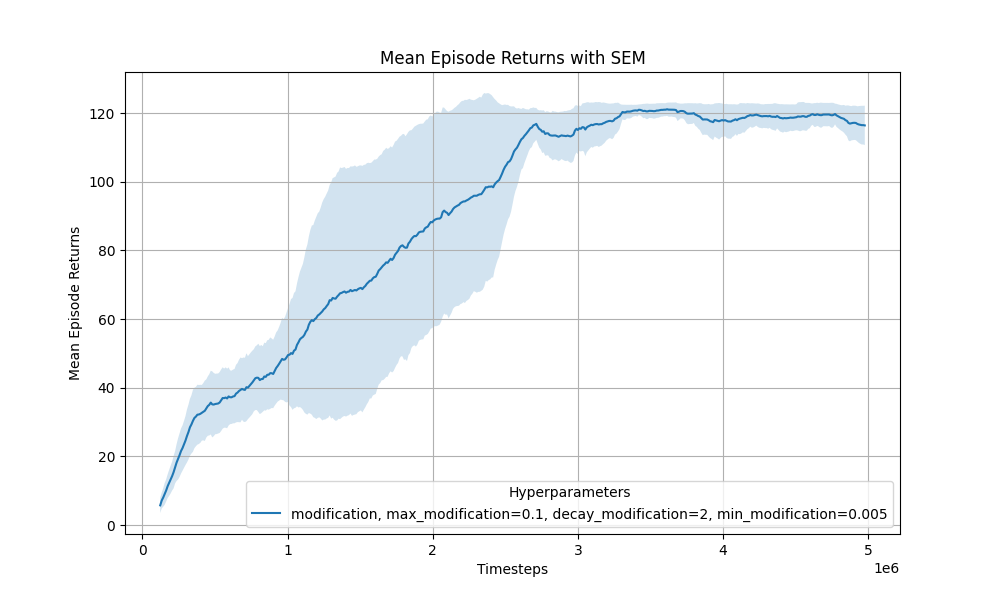 Mean Episode Returns with SEM
Mean Episode Returns
120
100
80
60
40
20
0
Hyperparameters
modification, max_modification=0.1, decay_modification=2, min_modification=0.005
0 1 2 3 4 5
1e6
Timesteps